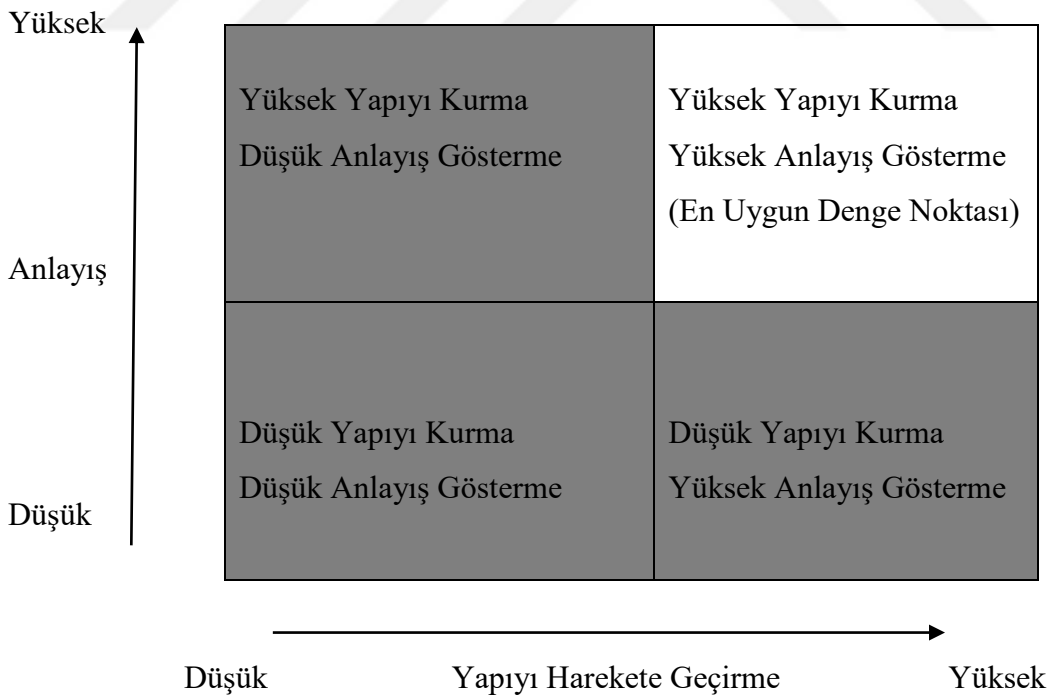 Yüksek
Yüksek Yapıyı Kurma
Düşük Anlayış Gösterme
Yüksek Yapıyı Kurma
Yüksek Anlayış Gösterme
(En Uygun Denge Noktası)
Anlayış
Düşük Yapıyı Kurma
Düşük Anlayış Gösterme
Düşük Yapıyı Kurma
Yüksek Anlayış Gösterme
Düşük
Düşük Yapıyı Harekete Geçirme Yüksek